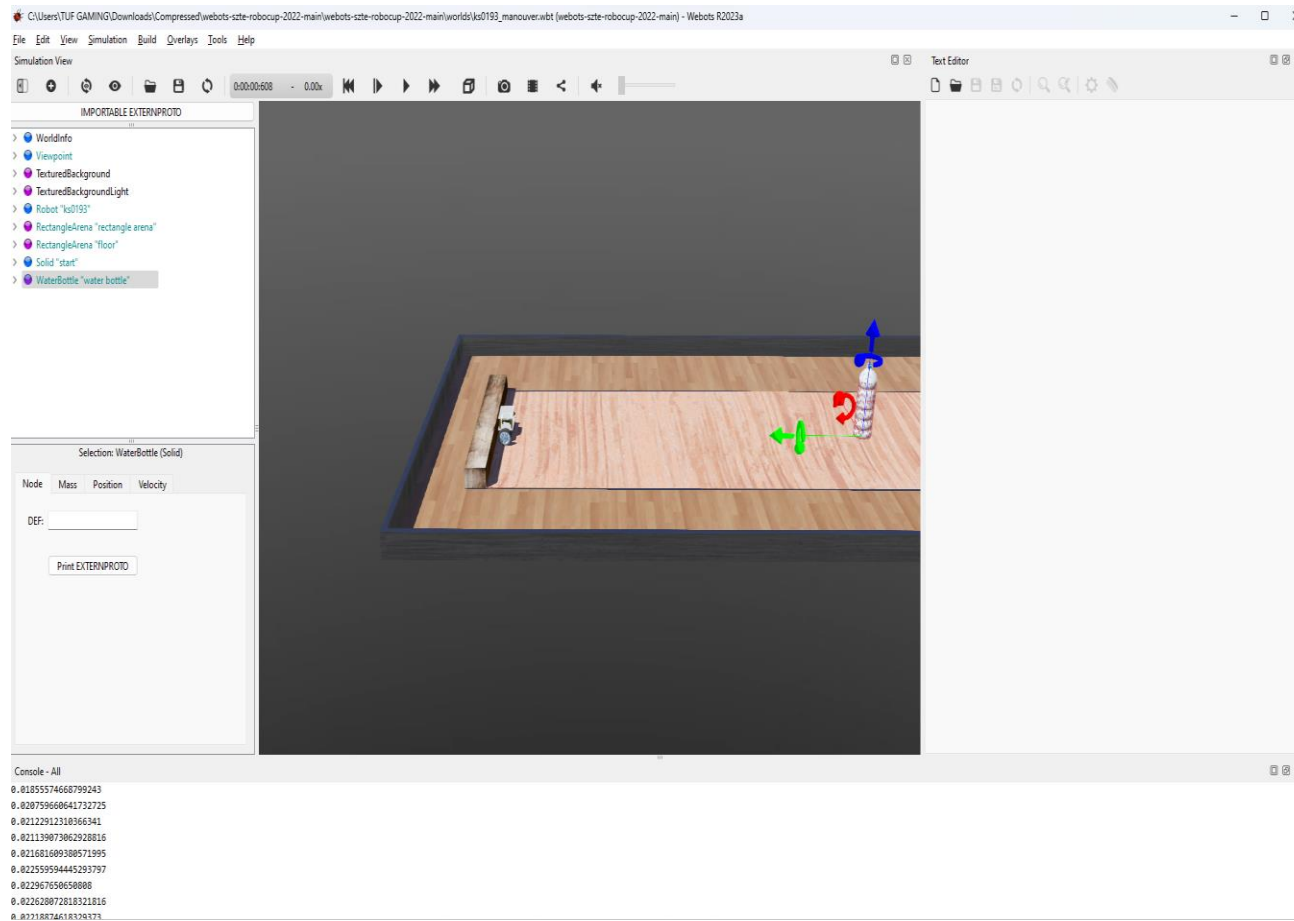 C:\Users\TUF GAMING\Downloads\Compressed\webots-szte-robocup-2022-main\webots-szte-robocup-2022-main\worlds\ks0193_manouver.wbt (webots-szte-robocup-2022-main) - Webots R2023a
File Edit View Simulation Build Overlays Tools Help
Simulation View
Text Editor
0:00:00:608 - 0.00x
IMPORTABLE EXTERNPROTO
WorldInfo
Viewpoint
TexturedBackground
TexturedBackgroundLight
Robot "ks0193"
RectangleArena "rectangle arena"
RectangleArena "floor"
Solid "start"
WaterBottle "water bottle"
Selection: WaterBottle (Solid)
Node Mass Position Velocity
DEF:
Print EXTERNPROTO
Console - All
0.01855574668799243
0.020759660641732725
0.02122912310366341
0.021139073062928816
0.021681609380571995
0.022559594445293797
0.022967650650808
0.022628072818321816
0.02218874618329373